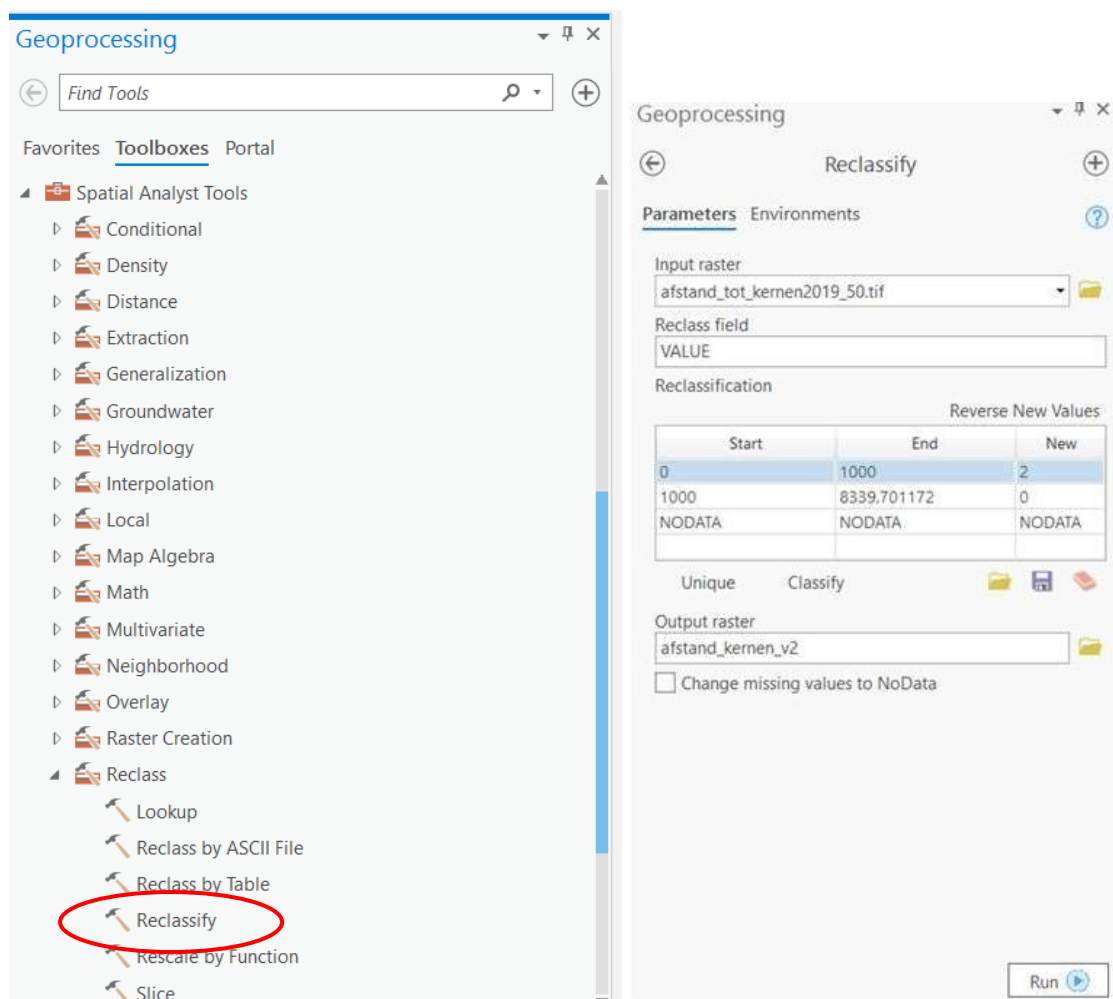 Geoprocessing
Find Tools
Favorites Toolboxes Portal
Spatial Analyst Tools
Conditional
Density
Distance
Extraction
Generalization
Groundwater
Hydrology
Interpolation
Local
Map Algebra
Math
Multivariate
Neighborhood
Overlay
Raster Creation
Reclass
Lookup
Reclass by ASCII File
Reclass by Table
Reclassify
Rescale by Function
Slice
Geoprocessing
Reclassify
Parameters Environments
Input raster
afstand_tot_kernen2019_50.tif
Reclass field
VALUE
Reclassification
Reverse New Values
Start End New
0 1000 2
1000 8339,701172 0
NODATA NODATA NODATA
Unique Classify
Output raster
afstand_kernen_v2
Change missing values to NoData
Run